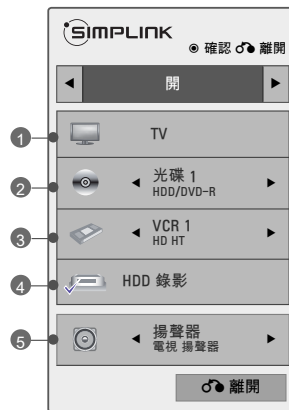 SIMPLINK
◉ 確認 離開
◀ 開 ▶
1 TV
2 ◀ 光碟 1 ▶
HDD/DVD-R
3 ◀ VCR 1 ▶
HD HT
4 HDD 錄影
5 ◀ 揚聲器 ▶
電視 揚聲器
離開